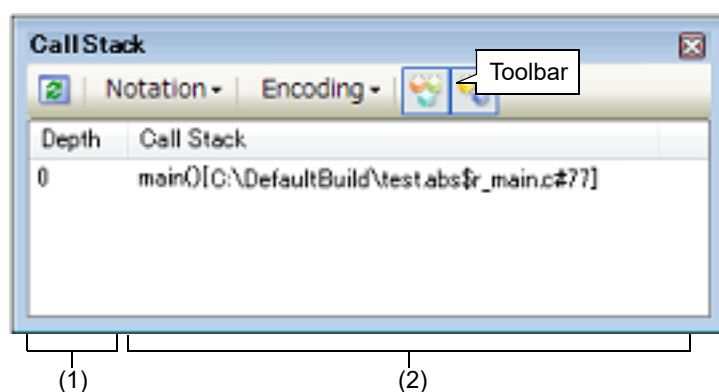 Call Stack
Notation Encoding Toolbar
Depth Call Stack
0 main()[C:\DefaultBuild\test.abs$r_main.c#77]
(1) (2)